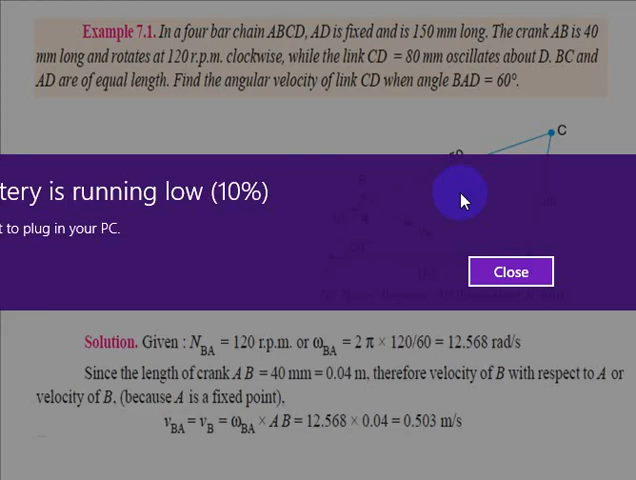 Example 7.1. In a four bar chain ABCD, AD is fixed and is 150 mm long. The crank AB is 40
mm long and rotates at 120 r.p.m. clockwise, while the link CD = 80 mm oscillates about D. BC and
AD are of equal length. Find the angular velocity of link CD when angle BAD = 60°.
C
tery is running low (10%)
t to plug in your PC.
Close
Solution. Given : N_BA = 120 r.p.m. or ω_BA = 2 π × 120/60 = 12.568 rad/s
Since the length of crank A B = 40 mm = 0.04 m, therefore velocity of B with respect to A or
velocity of B, (because A is a fixed point),
v_BA = v_B = ω_BA × A B = 12.568 × 0.04 = 0.503 m/s